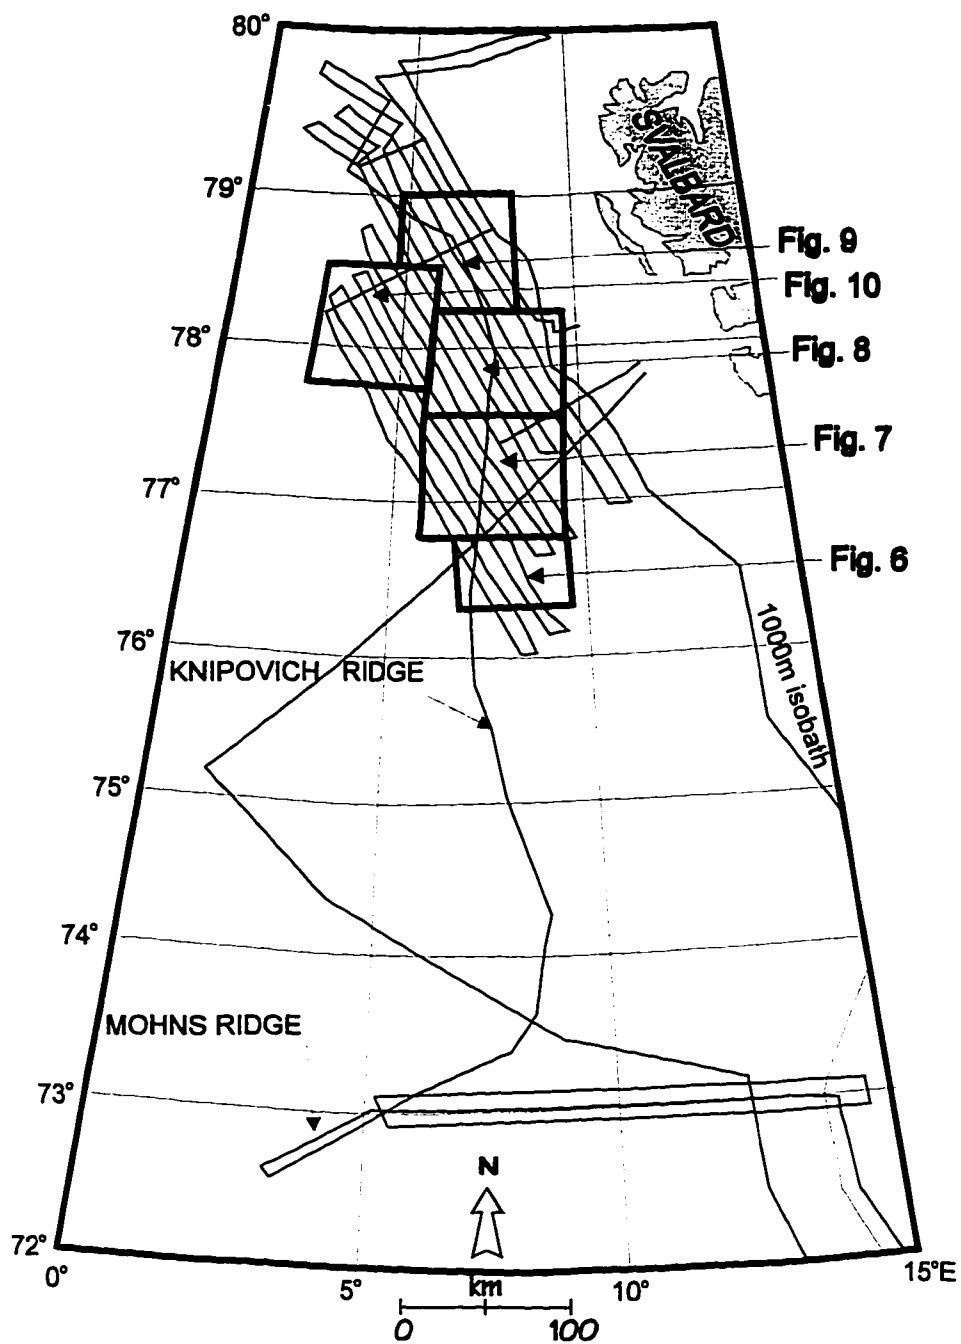 80°
SVALBARD
79°
Fig. 9
Fig. 10
78°
Fig. 8
Fig. 7
77°
Fig. 6
76°
1000m isobath
KNIPOVICH RIDGE
75°
74°
MOHNS RIDGE
73°
N
72°
0°
5°
10°
15°E
km
0 100